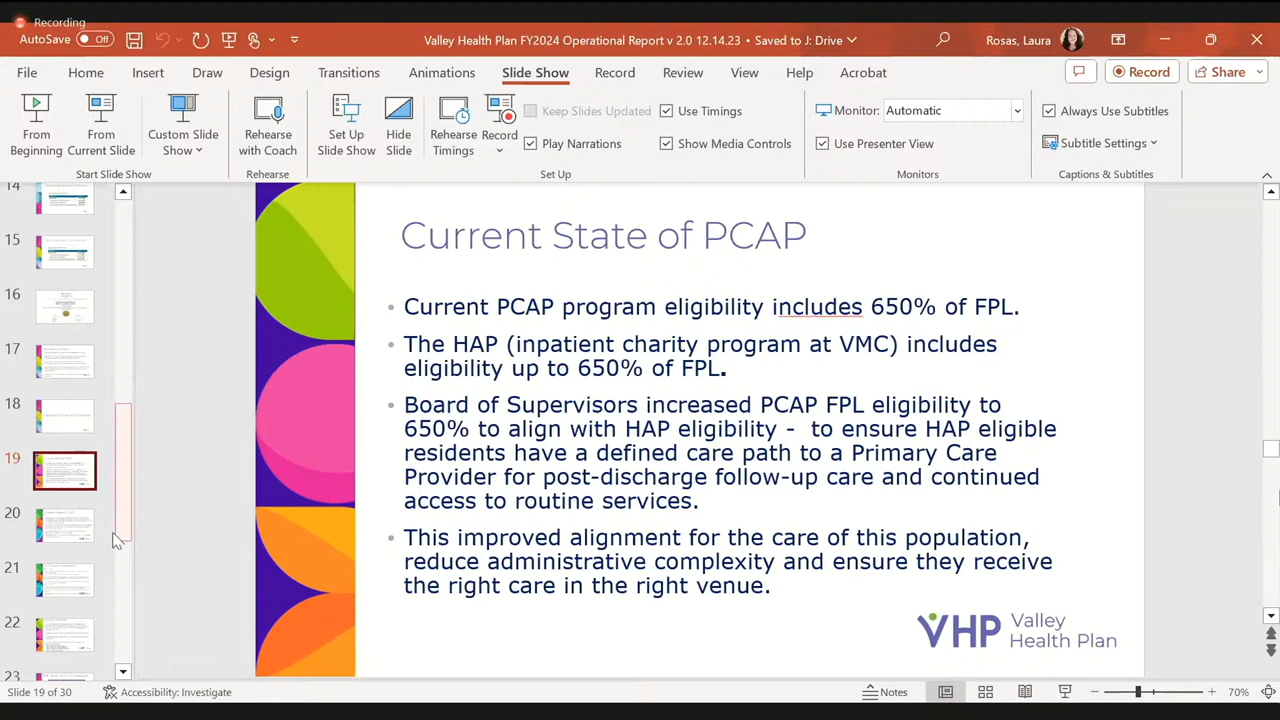 Recording
AutoSave Off
Valley Health Plan FY2024 Operational Report v 2.0 12.14.23 • Saved to J: Drive
Rosas, Laura
File Home Insert Draw Design Transitions Animations Slide Show Record Review View Help Acrobat
Record Share
From Beginning
From Current Slide
Custom Slide Show
Start Slide Show
Rehearse with Coach
Rehearse
Set Up Slide Show
Hide Slide
Rehearse Timings
Record
Keep Slides Updated
Play Narrations
Use Timings
Show Media Controls
Set Up
Monitor: Automatic
Use Presenter View
Monitors
Always Use Subtitles
Subtitle Settings
Captions & Subtitles
14
15
16
17
18
19
20
21
22
23
Current State of PCAP
• Current PCAP program eligibility includes 650% of FPL.
• The HAP (inpatient charity program at VMC) includes
eligibility up to 650% of FPL.
• Board of Supervisors increased PCAP FPL eligibility to
650% to align with HAP eligibility - to ensure HAP eligible
residents have a defined care path to a Primary Care
Provider for post-discharge follow-up care and continued
access to routine services.
• This improved alignment for the care of this population,
reduce administrative complexity and ensure they receive
the right care in the right venue.
VHP Valley
Health Plan
Slide 19 of 30
Accessibility: Investigate
Notes
70%